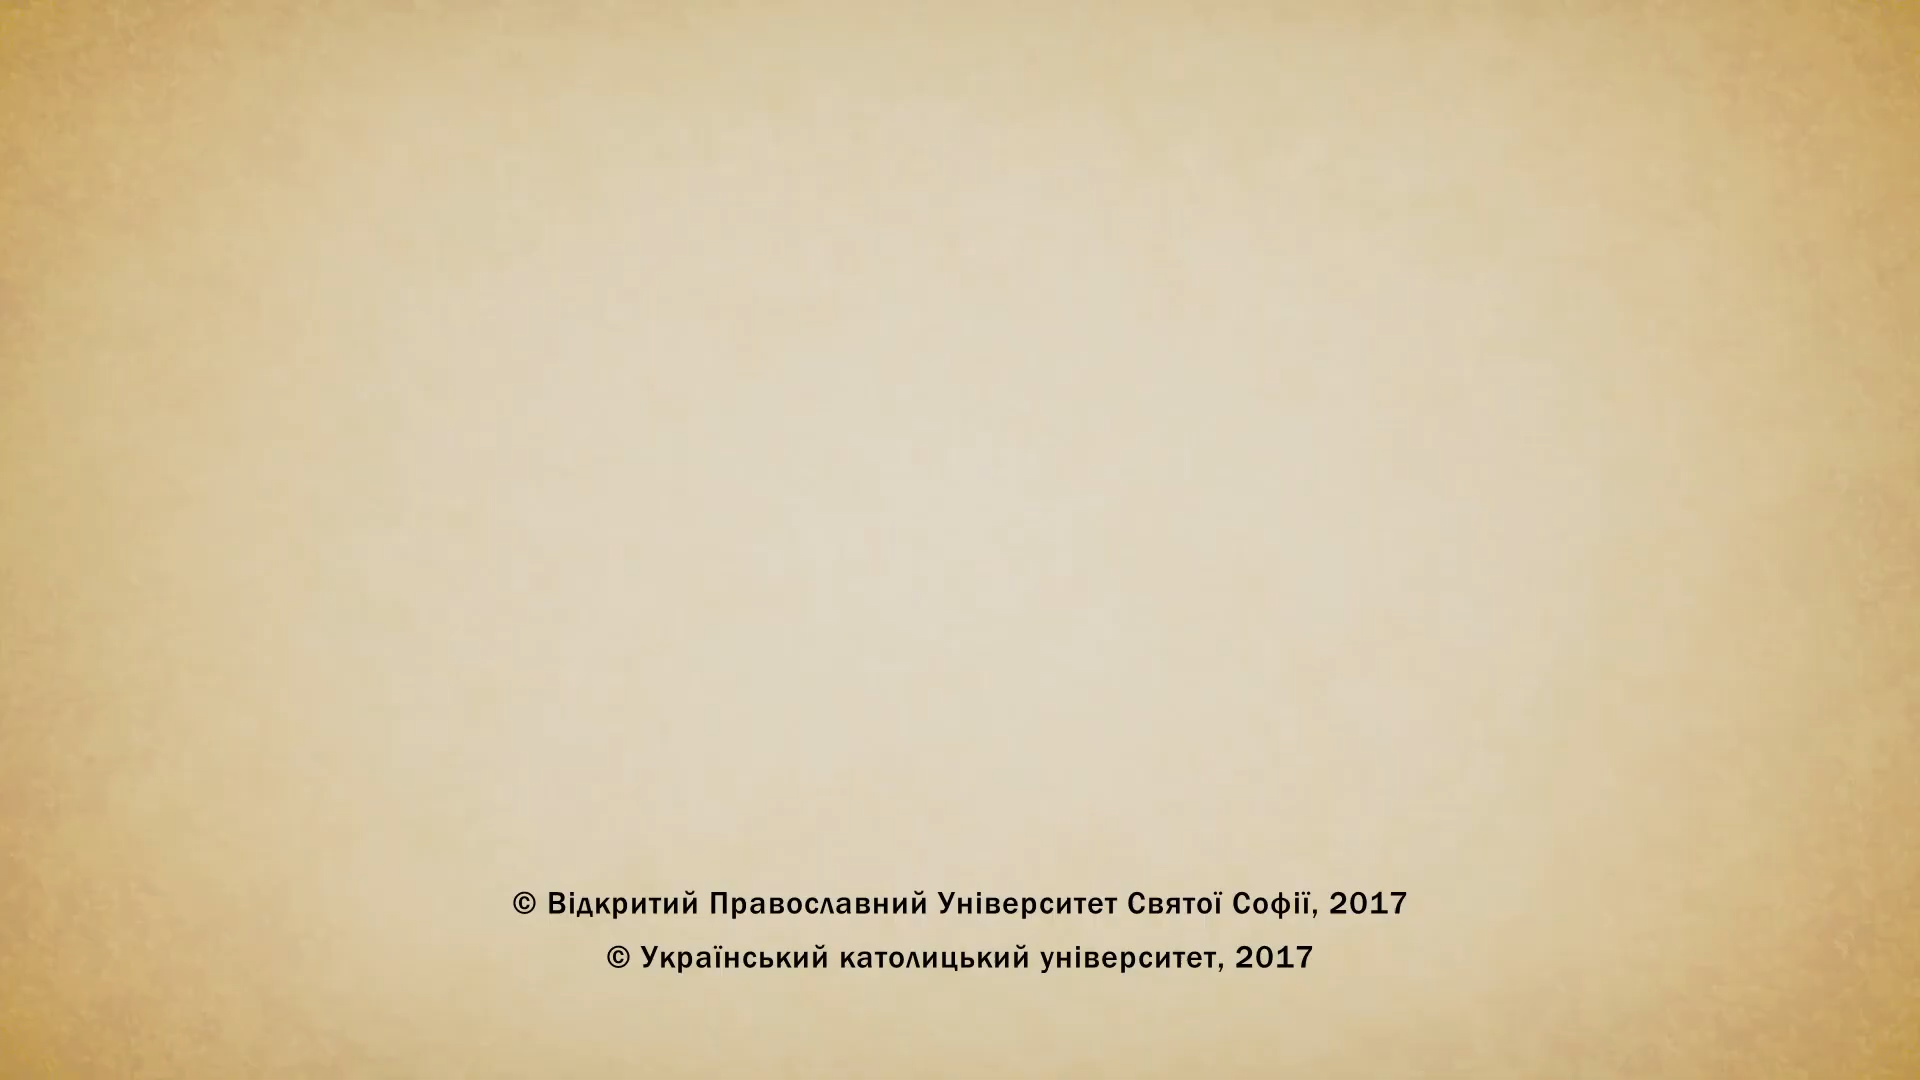 © Відкритий Православний Університет Святої Софії, 2017
© Український католицький університет, 2017